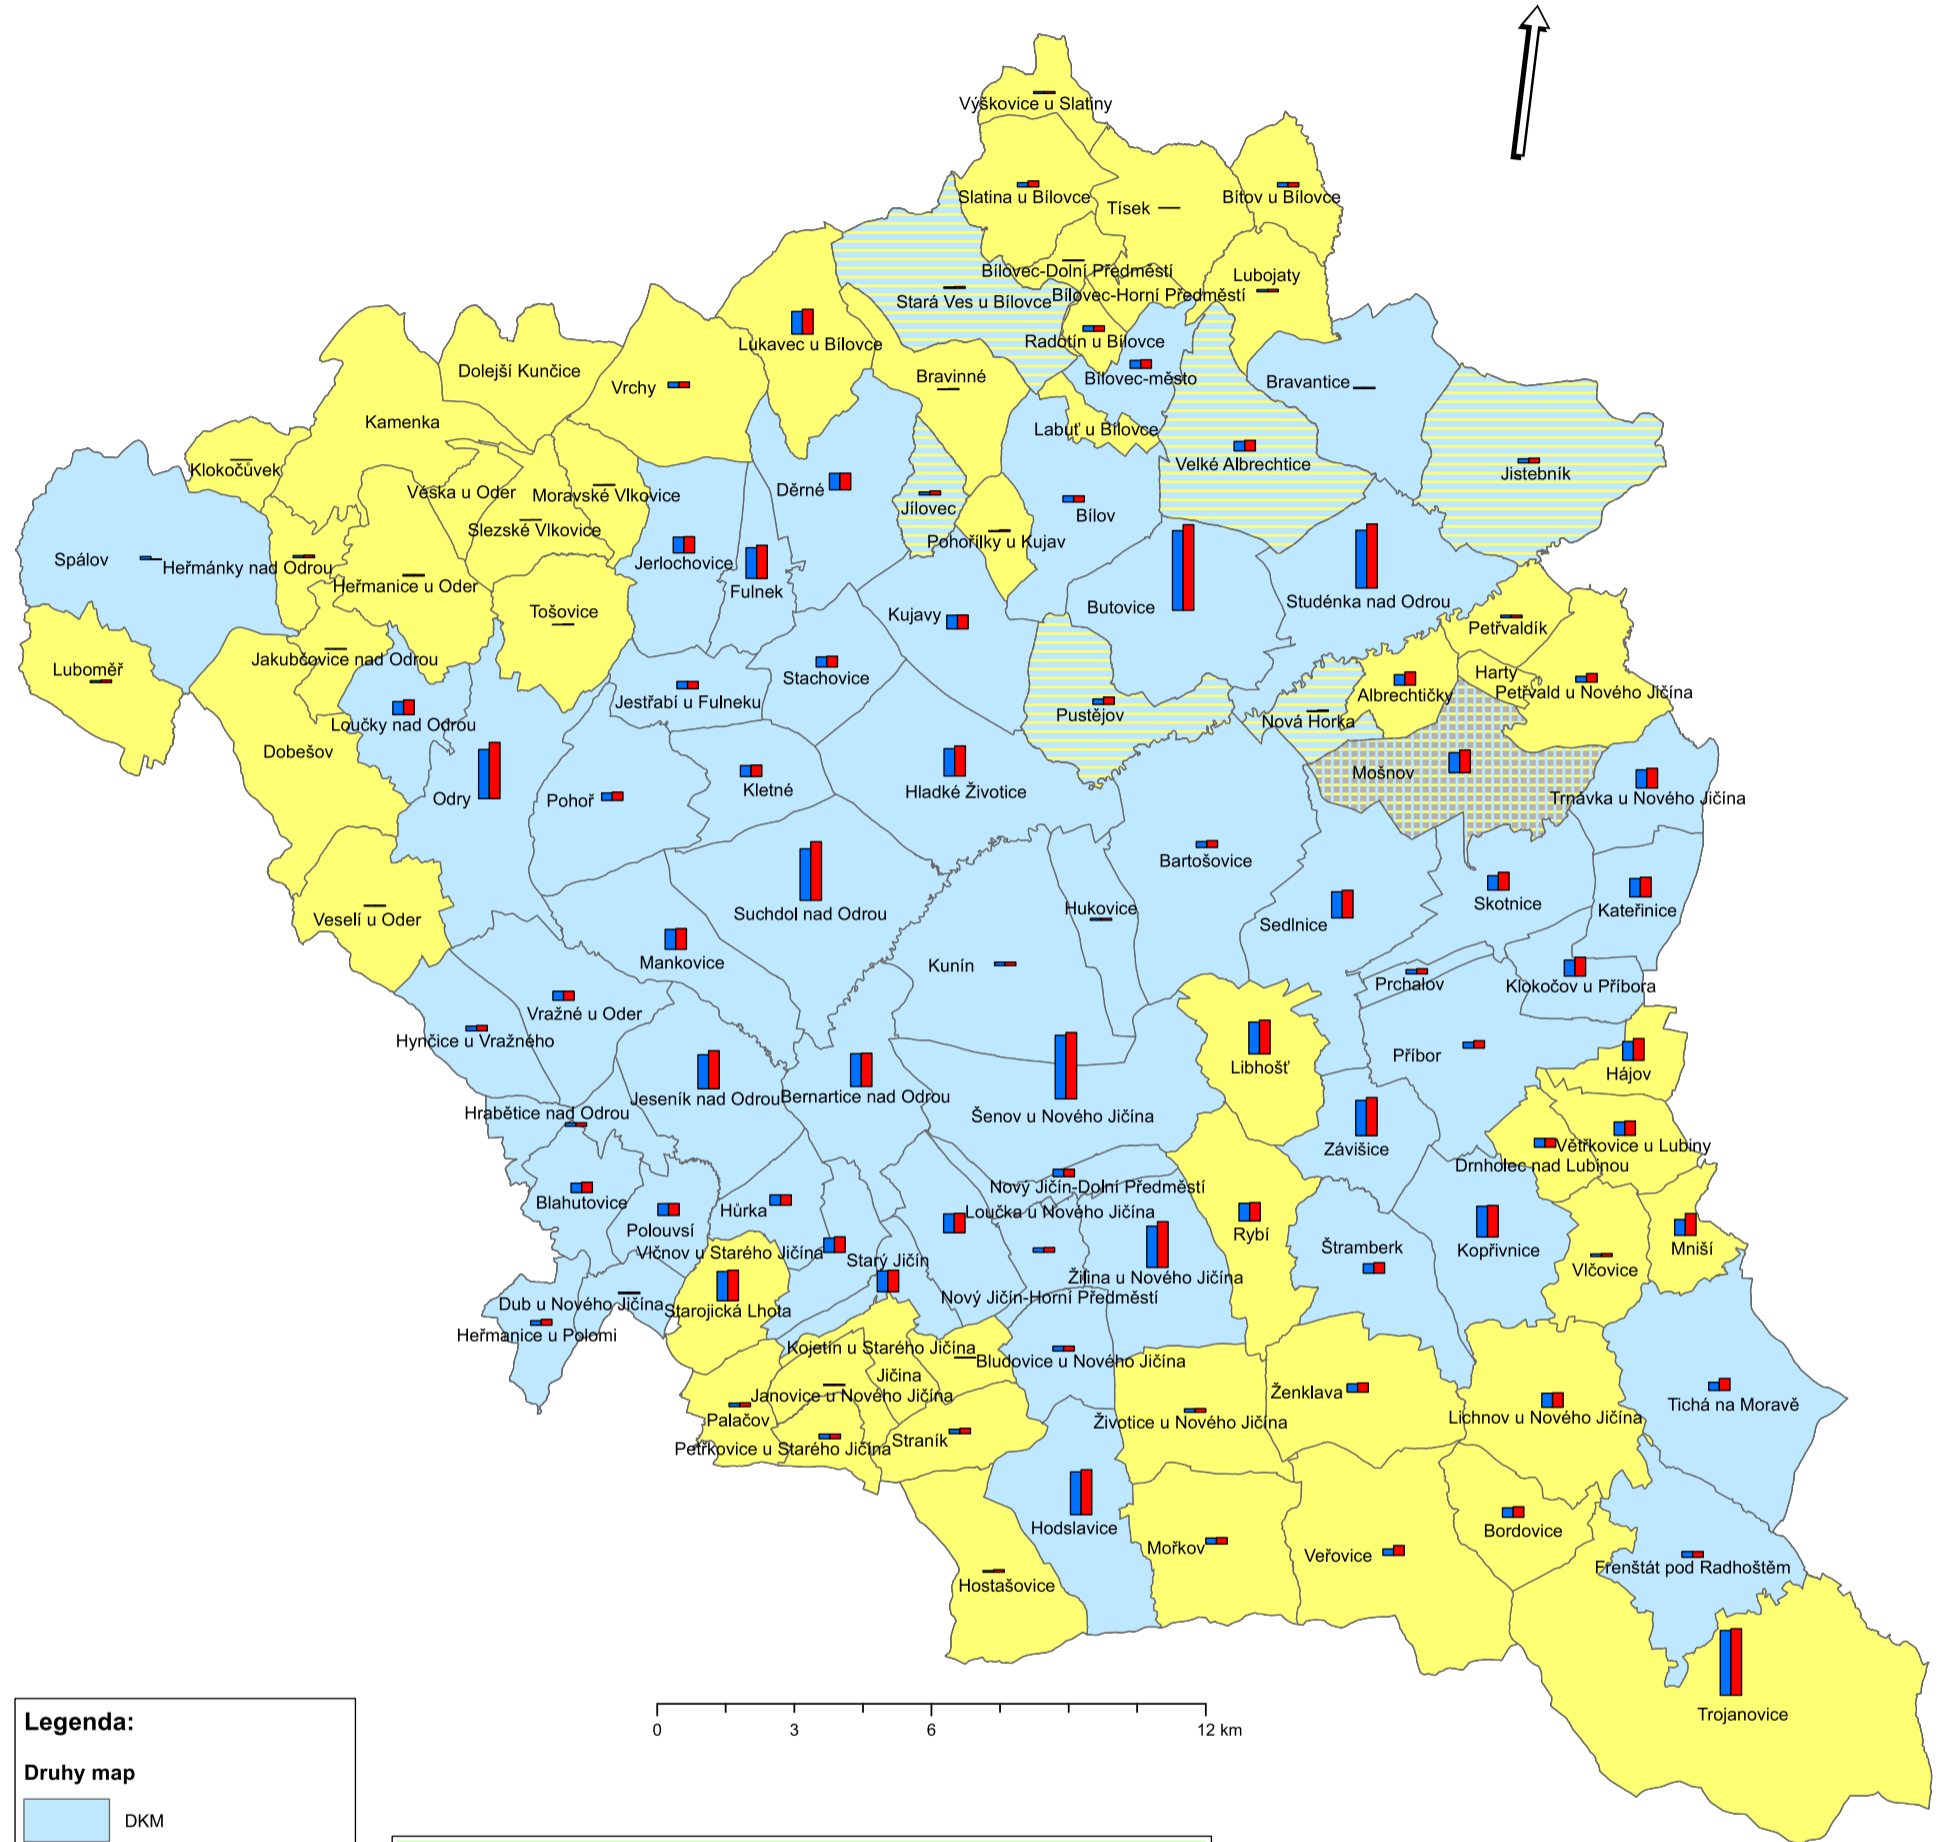 Výškovice u Slatiny
Slatina u Bílovce
Tísek
Bítov u Bílovce
Bílovec-Dolní Předměstí
Lubojaty
Stará Ves u Bílovce
Bílovec-Horní Předměstí
Radotín u Bílovce
Lukavec u Bílovce
Dolejší Kunčice
Vrchy
Bravinné
Bílovec-město
Bravantice
Kamenka
Labuť u Bílovce
Klokočůvek
Velké Albrechtice
Jistebník
Věska u Oder
Moravské Vlkovice
Děrné
Jílovec
Bílov
Slezské Vlkovice
Pohořílky u Kujav
Spálov
Heřmánky nad Odrou
Jerlochovice
Heřmanice u Oder
Fulnek
Tošovice
Kujavy
Butovice
Studénka nad Odrou
Petřvaldík
Luboměř
Jakubčovice nad Odrou
Stachovice
Harty
Petřvald u Nového Jičína
Albrechtičky
Jestřabí u Fulneku
Pustějov
Nová Horka
Loučky nad Odrou
Dobešov
Mošnov
Odry
Pohoř
Kletné
Hladké Životice
Trnávka u Nového Jičína
Bartošovice
Veselí u Oder
Suchdol nad Odrou
Hukovice
Sedlnice
Skotnice
Kateřinice
Mankovice
Kunín
Prchalov
Klokočov u Příbora
Vražné u Oder
Hynčice u Vražného
Příbor
Libhošť
Hájov
Jeseník nad Odrou
Bernartice nad Odrou
Hrabětice nad Odrou
Šenov u Nového Jičína
Závišice
Větřkovice u Lubiny
Drnholec nad Lubinou
Nový Jičín-Dolní Předměstí
Blahutovice
Polouvsí
Hůrka
Loučka u Nového Jičína
Rybí
Štramberk
Kopřivnice
Mniší
Vlčnov u Starého Jičína
Starý Jičín
Žilina u Nového Jičína
Vlčovice
Nový Jičín-Horní Předměstí
Dub u Nového Jičína
Starojická Lhota
Heřmanice u Polomi
Kojetín u Starého Jičína
Bludovice u Nového Jičína
Jičina
Janovice u Nového Jičína
Ženklava
Tichá na Moravě
Palačov
Životice u Nového Jičína
Lichnov u Nového Jičína
Petřkovice u Starého Jičína
Straník
Hodslavice
Bordovice
Mořkov
Veřovice
Frenštát pod Radhoštěm
Hostašovice
Trojanovice
Legenda:
0 3 6 12 km
Druhy map
DKM